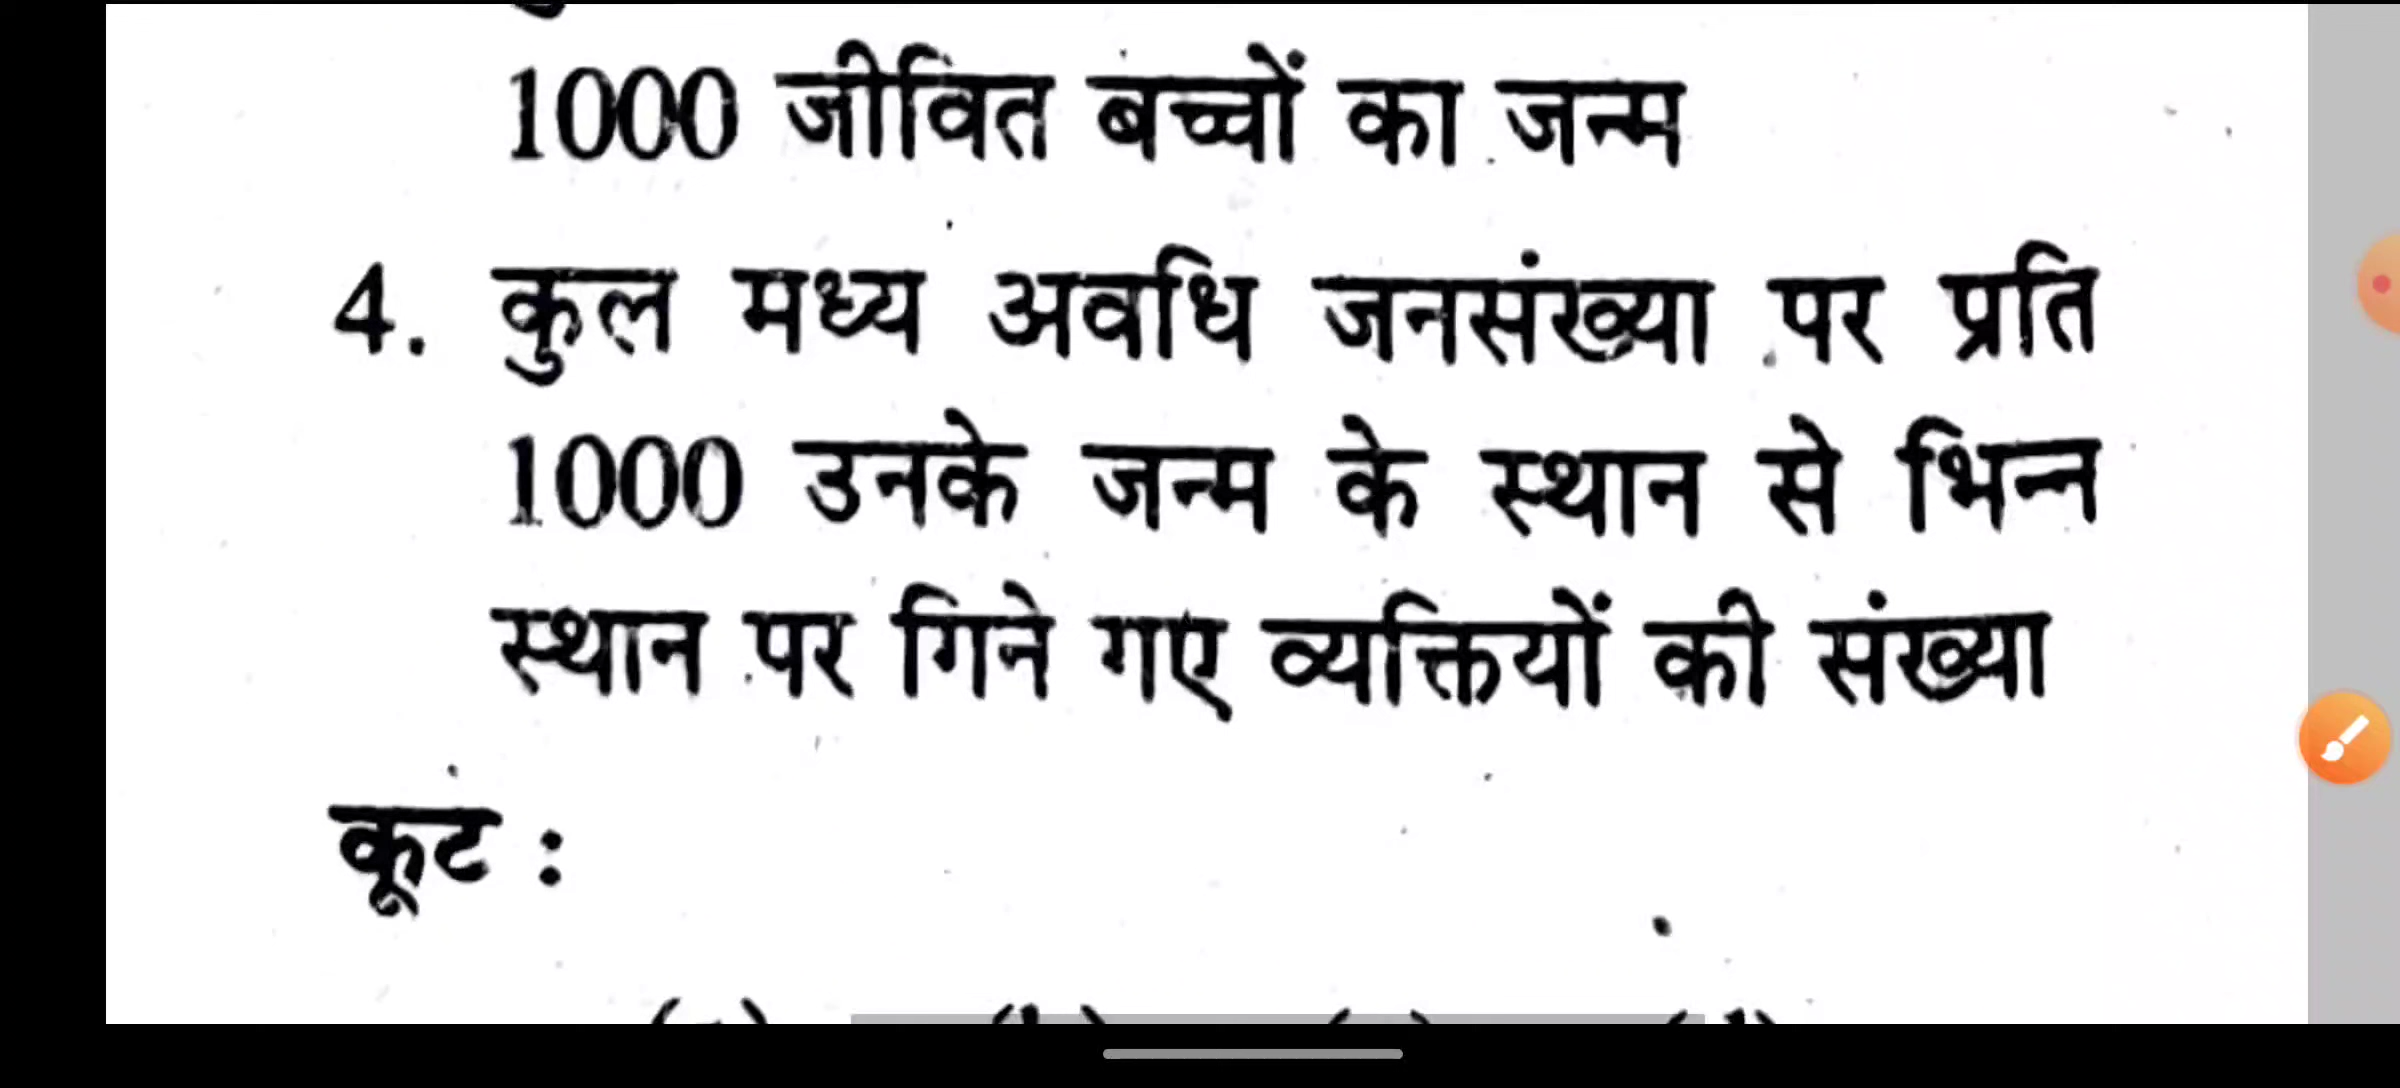 1000 जीवित बच्चों का जन्म
4. कुल मध्य अवधि जनसंख्या पर प्रति
1000 उनके जन्म के स्थान से भिन्न
स्थान पर गिने गए व्यक्तियों की संख्या
कूट :